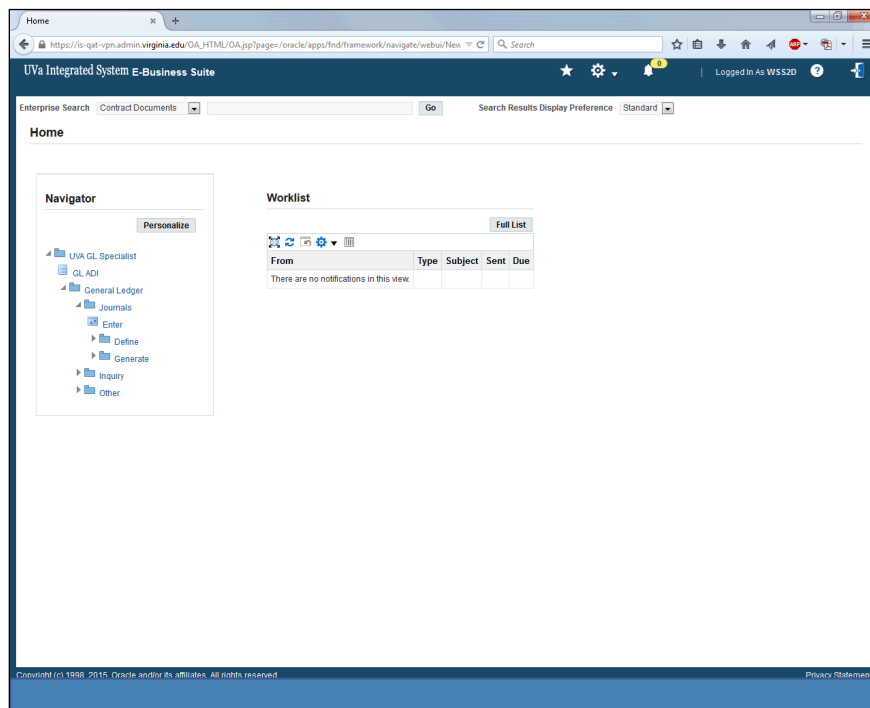 Home
https://is-qat-vpn.admin.virginia.edu/OA_HTML/OA.jsp?page=/oracle/apps/fnd/framework/navigate/webui/New
Search
ABP
UVa Integrated System E-Business Suite
0
Logged In As WSS2D
?
Enterprise Search Contract Documents Go Search Results Display Preference Standard
Home
Navigator
Personalize
UVA GL Specialist
GL ADI
General Ledger
Journals
Enter
Define
Generate
Inquiry
Other
Worklist
Full List
From Type Subject Sent Due
There are no notifications in this view.
Copyright (c) 1998, 2015, Oracle and/or its affiliates. All rights reserved. Privacy Statement